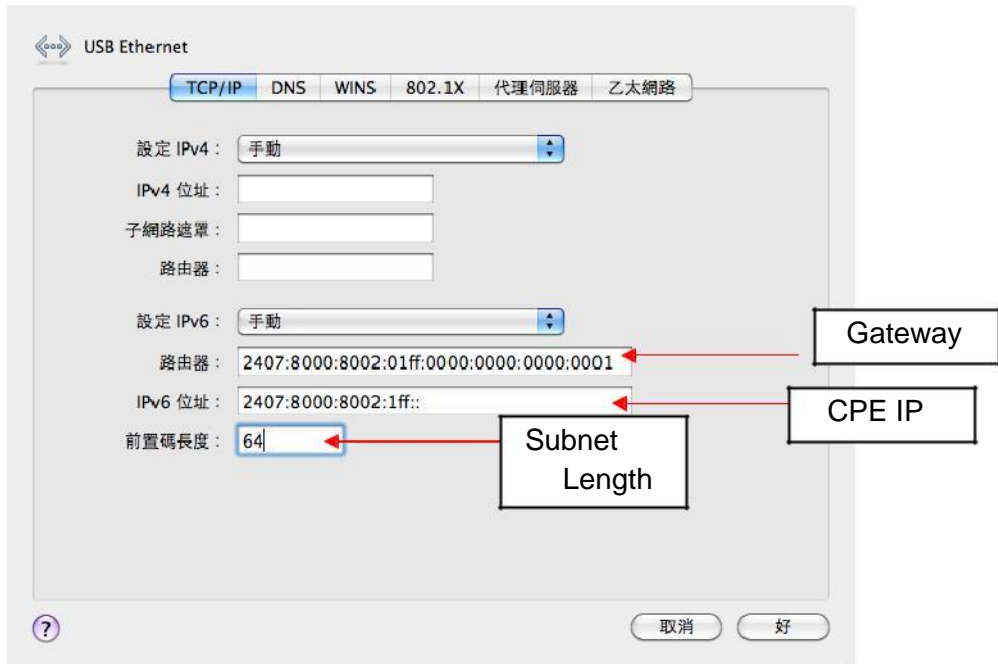 USB Ethernet
TCP/IP DNS WINS 802.1X 代理伺服器 乙太網路
設定 IPv4： 手動
IPv4 位址：
子網路遮罩：
路由器：
設定 IPv6： 手動
路由器： 2407:8000:8002:01ff:0000:0000:0000:0001
Gateway
IPv6 位址： 2407:8000:8002:1ff::
CPE IP
前置碼長度： 64
Subnet
Length
?
取消 好